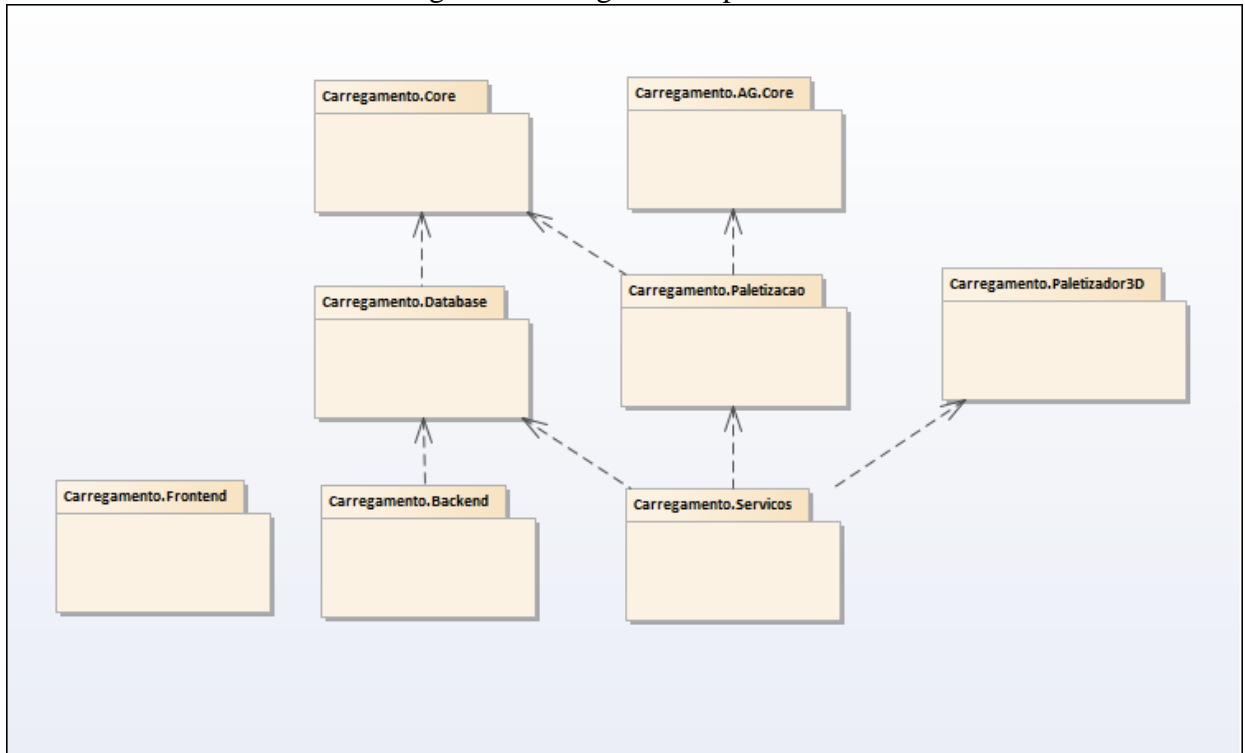 Carregamento.Core
Carregamento.AG.Core
Carregamento.Database
Carregamento.Paletizacao
Carregamento.Paletizador3D
Carregamento.Frontend
Carregamento.Backend
Carregamento.Servicos